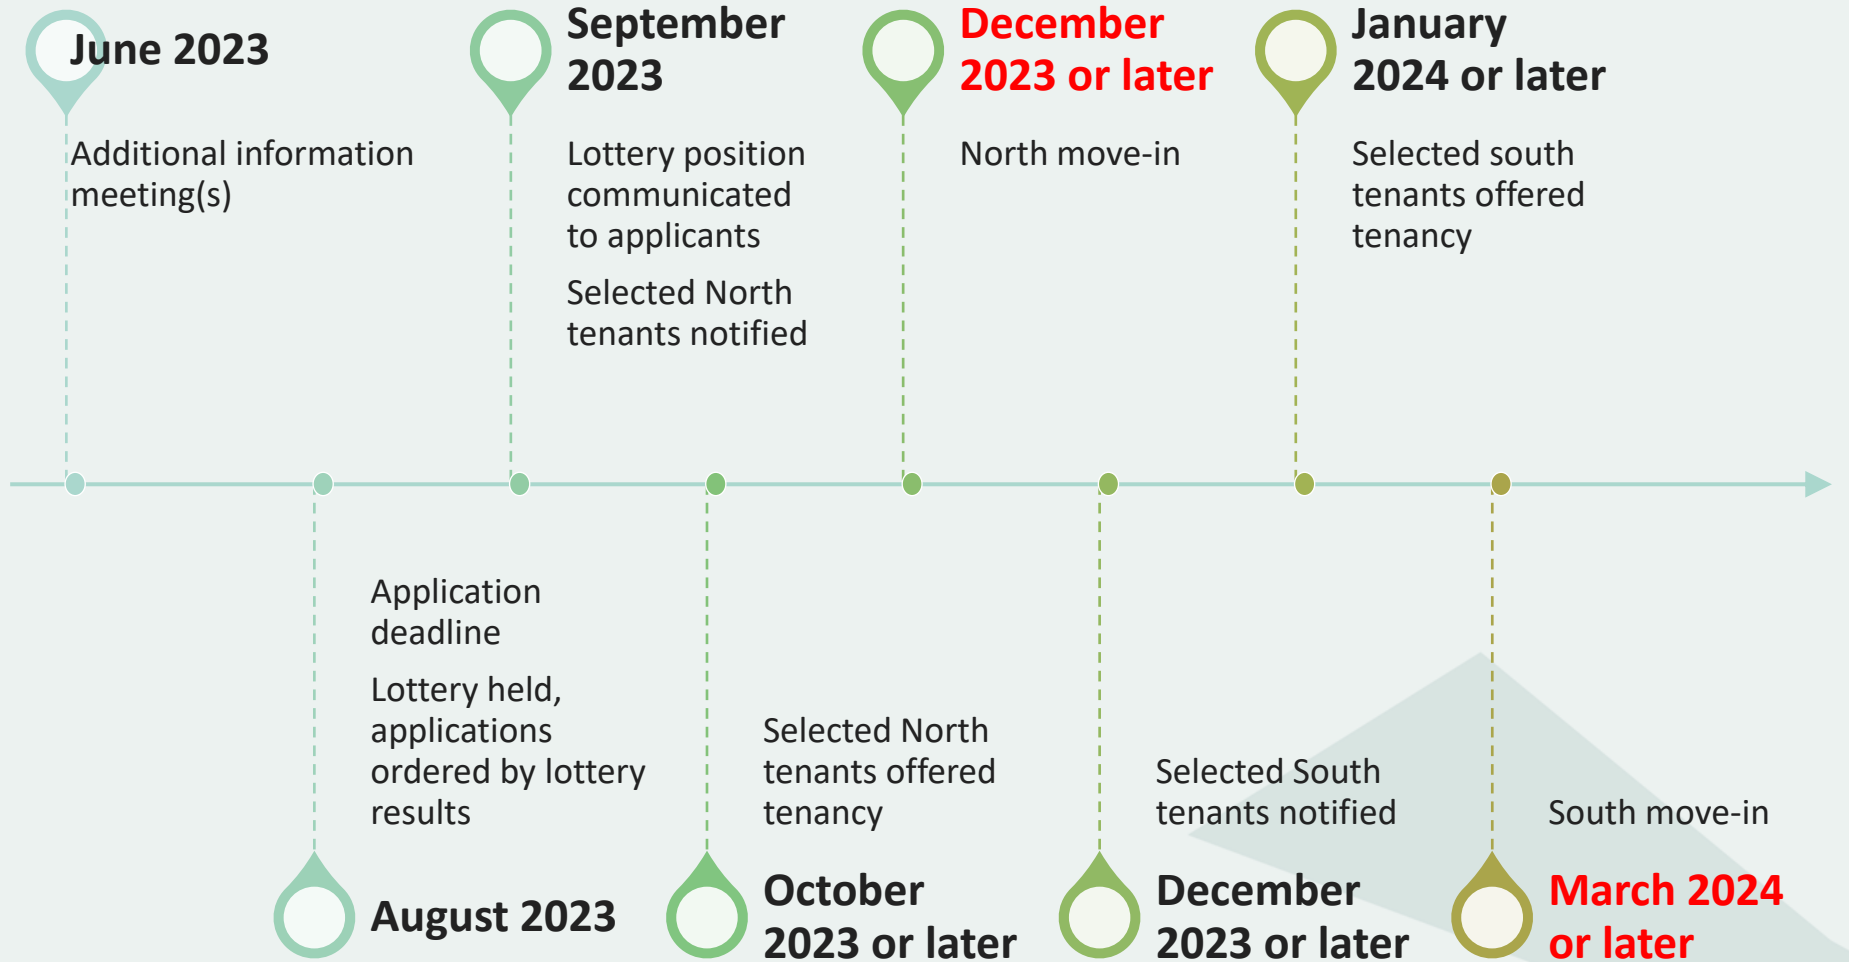 June 2023
Additional information
meeting(s)
September
2023
Lottery position
communicated
to applicants
Selected North
tenants notified
December
2023 or later
North move-in
January
2024 or later
Selected south
tenants offered
tenancy
Application
deadline
Lottery held,
applications
ordered by lottery
results
August 2023
Selected North
tenants offered
tenancy
October
2023 or later
Selected South
tenants notified
December
2023 or later
South move-in
March 2024
or later